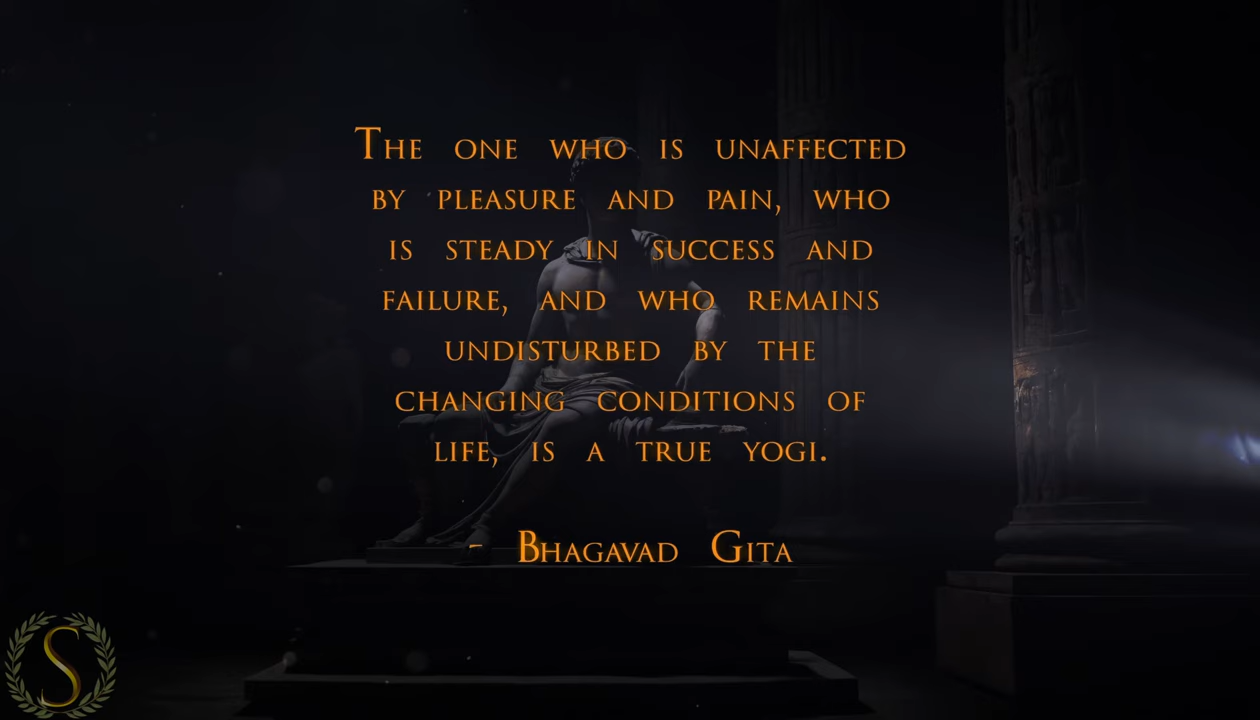 The one who is unaffected
by pleasure and pain, who
is steady in success and
failure, and who remains
undisturbed by the
changing conditions of
life, is a true yogi.
- Bhagavad Gita
S